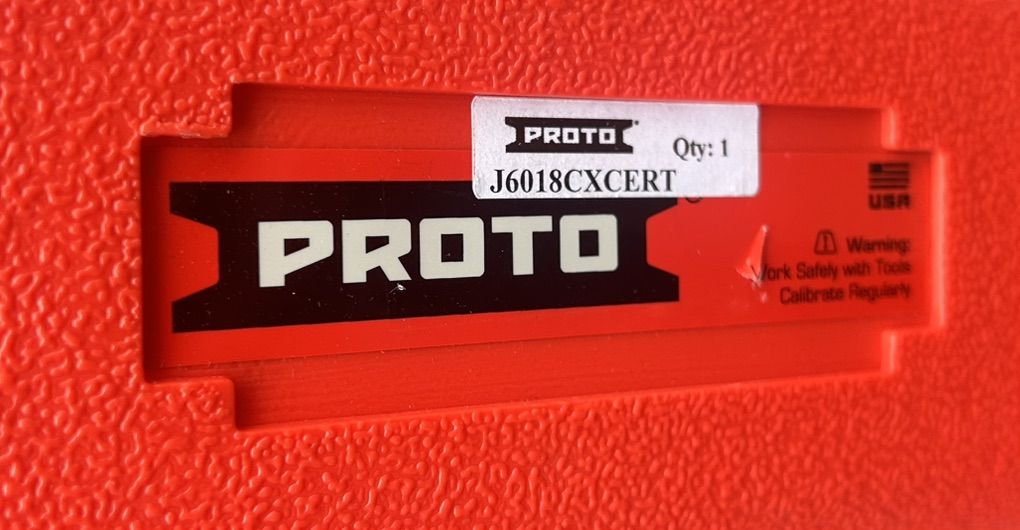 PROTO Qty: 1
J6018CXCERT
PROTO
USA
Warning:
Work Safely with Tools
Calibrate Regularly